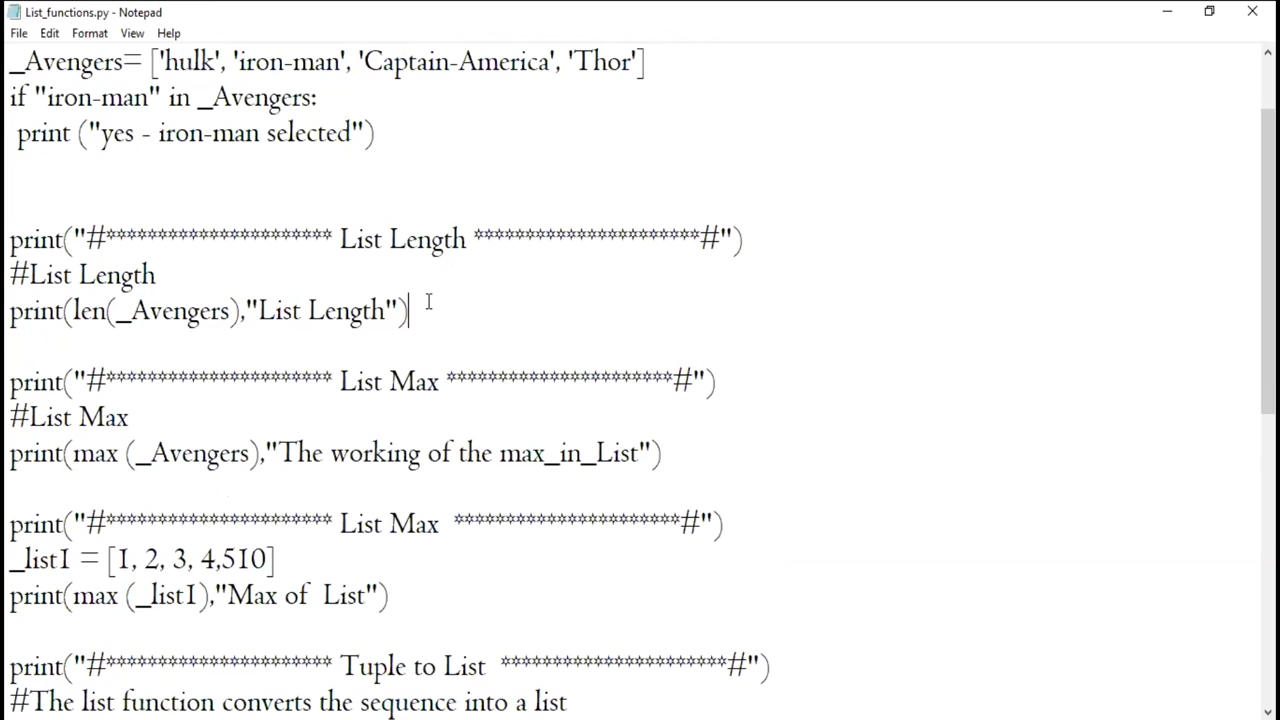 List_functions.py - Notepad
File Edit Format View Help
_Avengers= ['hulk', 'iron-man', 'Captain-America', 'Thor']
if "iron-man" in _Avengers:
 print ("yes - iron-man selected")
print("#********************** List Length **********************#")
#List Length
print(len(_Avengers),"List Length")
print("#********************** List Max **********************#")
#List Max
print(max (_Avengers),"The working of the max_in_List")
print("#********************** List Max  **********************#")
_list1 = [1, 2, 3, 4,510]
print(max (_list1),"Max of  List")
print("#********************** Tuple to List  **********************#")
#The list function converts the sequence into a list